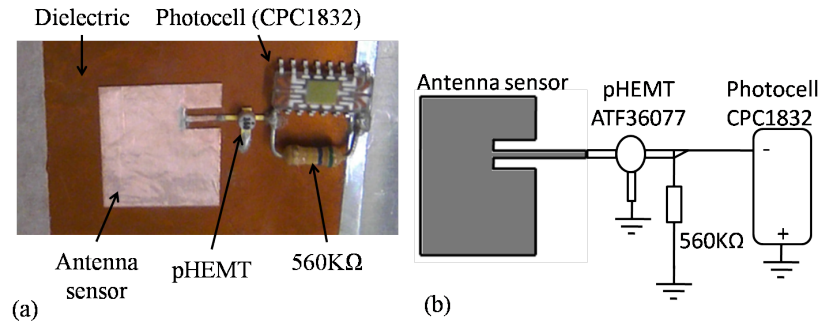 Dielectric
Photocell (CPC1832)
Antenna
sensor
pHEMT
560KΩ
(a)
Antenna sensor
pHEMT
ATF36077
Photocell
CPC1832
-
560KΩ
+
(b)